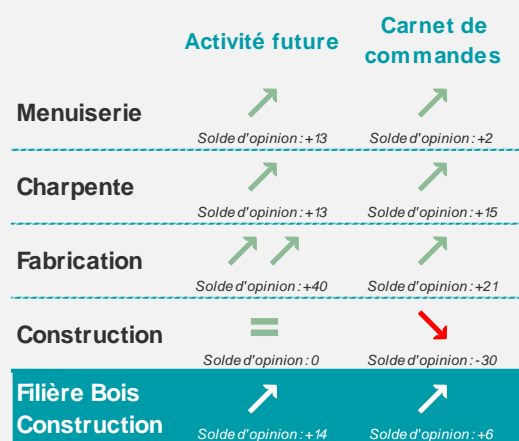 Activité future
Carnet de
commandes
Menuiserie
Solde d'opinion : +13
Solde d'opinion : +2
Charpente
Solde d'opinion : +13
Solde d'opinion : +15
Fabrication
Solde d'opinion : +40
Solde d'opinion : +21
Construction
=
Solde d'opinion : 0
Solde d'opinion : -30
Filière Bois
Construction
Solde d'opinion : +14
Solde d'opinion : +6